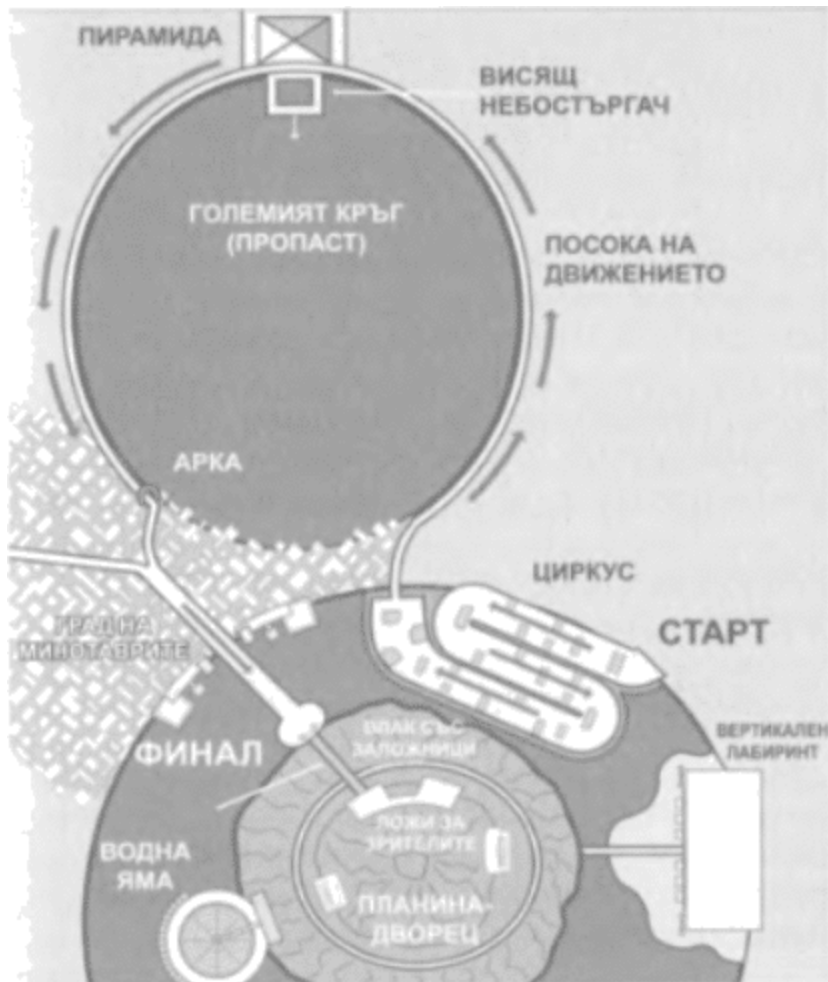 ПИРАМИДА
ВИСЯЩ
НЕБОСТЪРГАЧ
ГОЛЕМИЯТ КРЪГ
(ПРОПАСТ)
ПОСОКА НА
ДВИЖЕНИЕТО
АРКА
ЦИРКУС
СТАРТ
ГРАД НА
МИНОТАВРИТЕ
ВЕРТИКАЛЕН
ЛАБИРИНТ
ВЛАК СЪС
ЗАЛОЖНИЦИ
ФИНАЛ
ЛОЖИ ЗА
ЗРИТЕЛИТЕ
ВОДНА
ЯМА
ПЛАНИНА-
ДВОРЕЦ